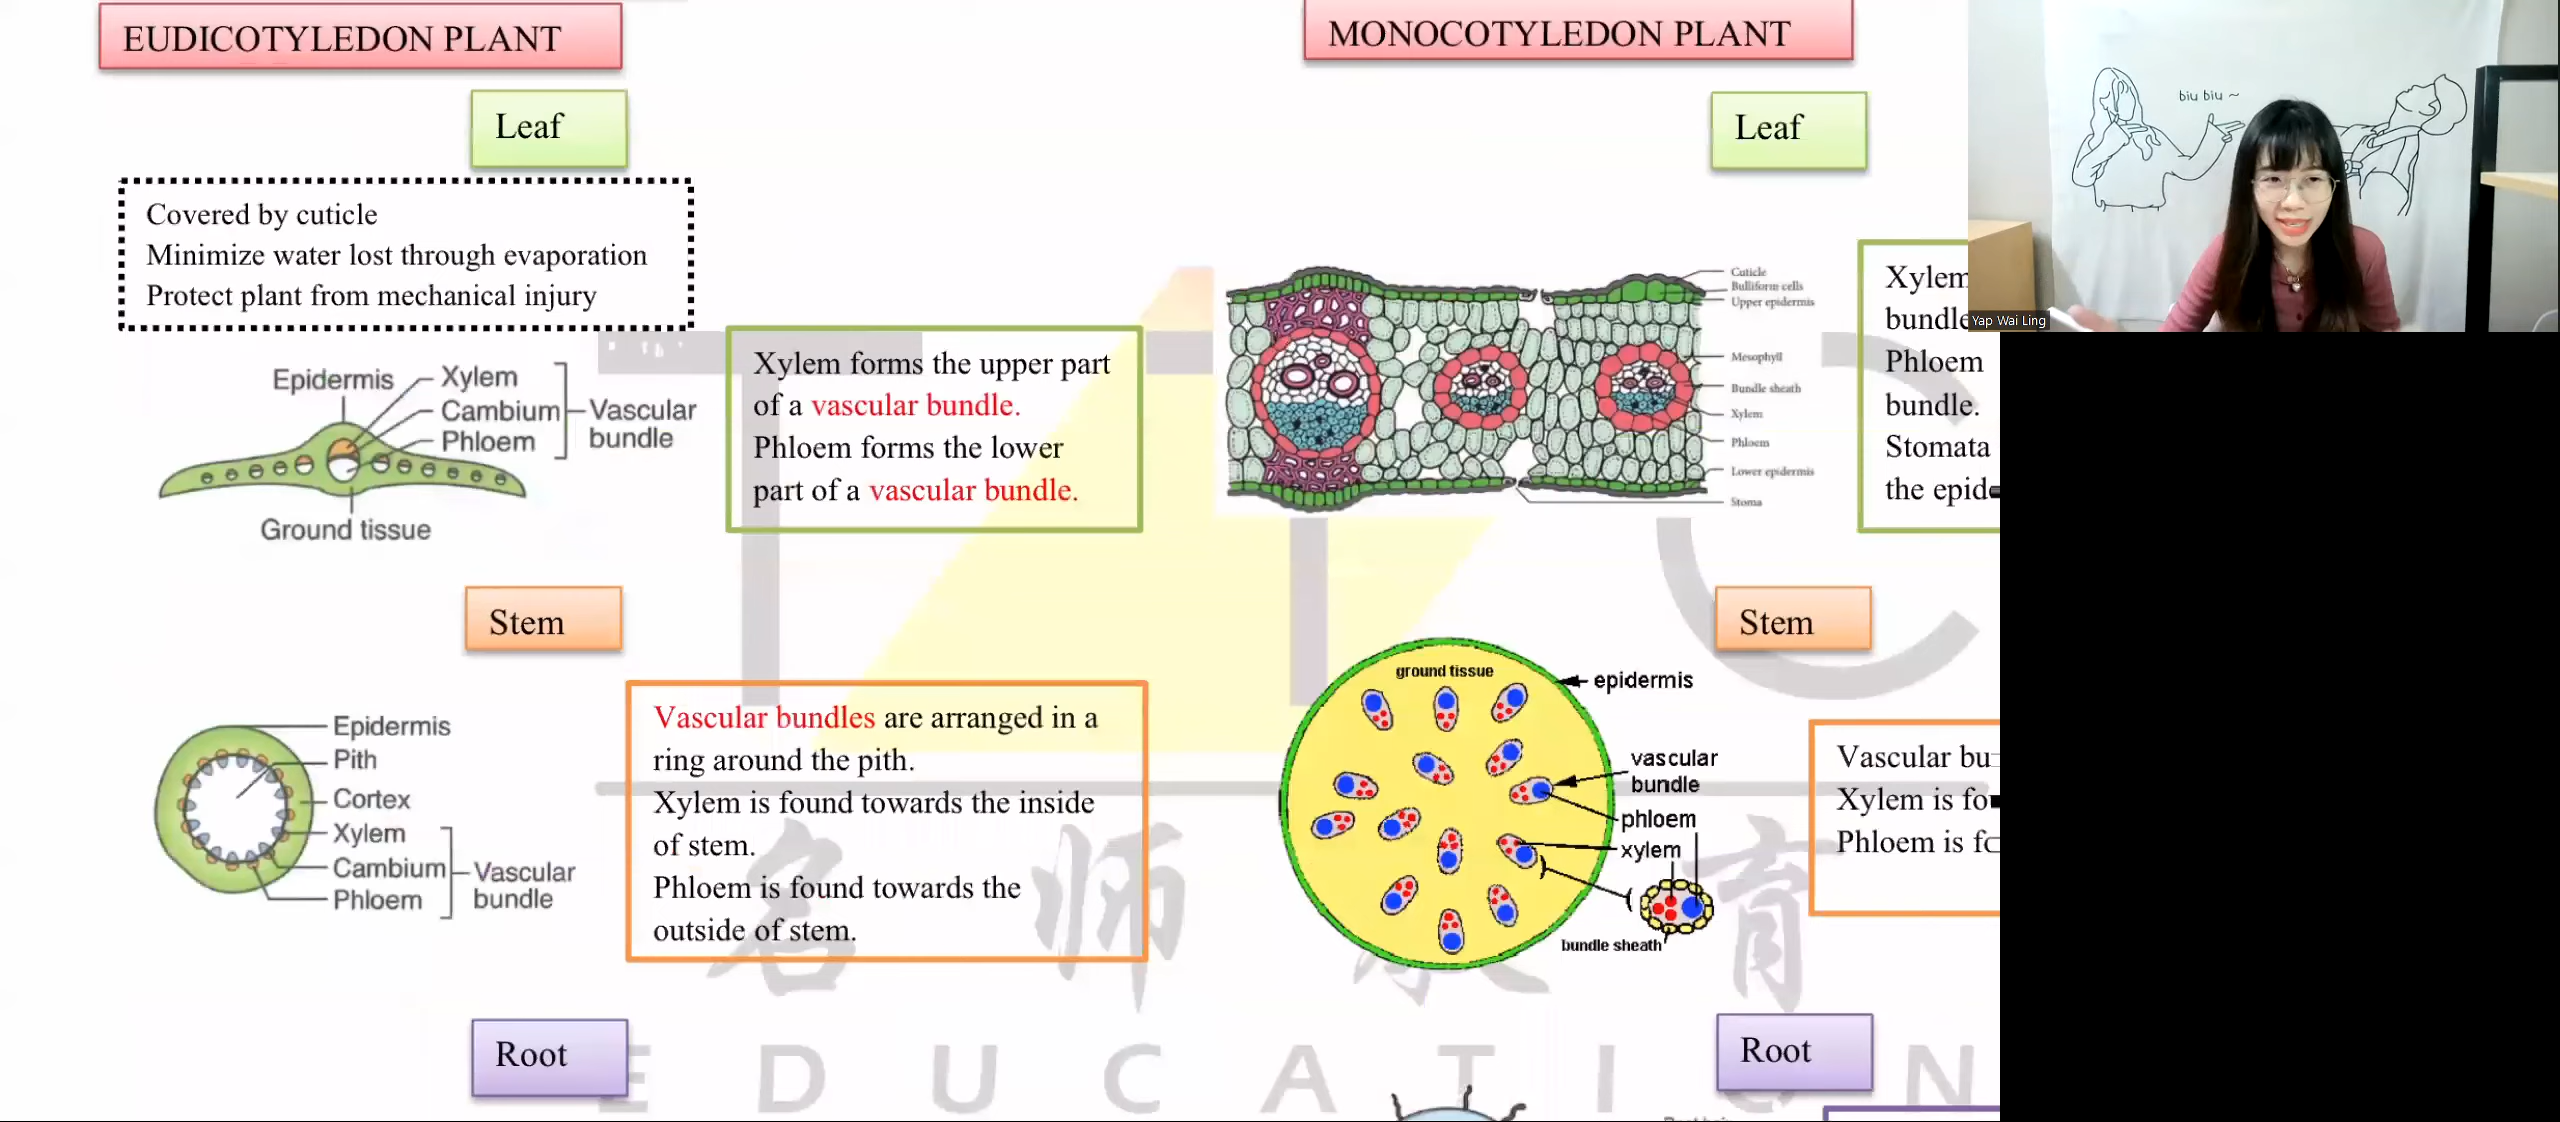 EUDICOTYLEDON PLANT
Leaf
Covered by cuticle
Minimize water lost through evaporation
Protect plant from mechanical injury
Epidermis
Xylem
Cambium
Phloem
Vascular
bundle
Ground tissue
Xylem forms the upper part
of a vascular bundle.
Phloem forms the lower
part of a vascular bundle.
Stem
Epidermis
Pith
Cortex
Xylem
Cambium
Phloem
Vascular
bundle
Vascular bundles are arranged in a
ring around the pith.
Xylem is found towards the inside
of stem.
Phloem is found towards the
outside of stem.
Root
MONOCOTYLEDON PLANT
Leaf
Cuticle
Bulliform cells
Upper epidermis
Mesophyll
Bundle sheath
Xylem
Phloem
Lower epidermis
Stoma
Xylem
bundle
Phloem
bundle.
Stomata
the epid
Stem
ground tissue
epidermis
vascular
bundle
phloem
xylem
bundle sheath
Vascular bu
Xylem is fo
Phloem is fo
Root
biu biu ~
Yap Wai Ling
名 师 教 育
EDUCATION